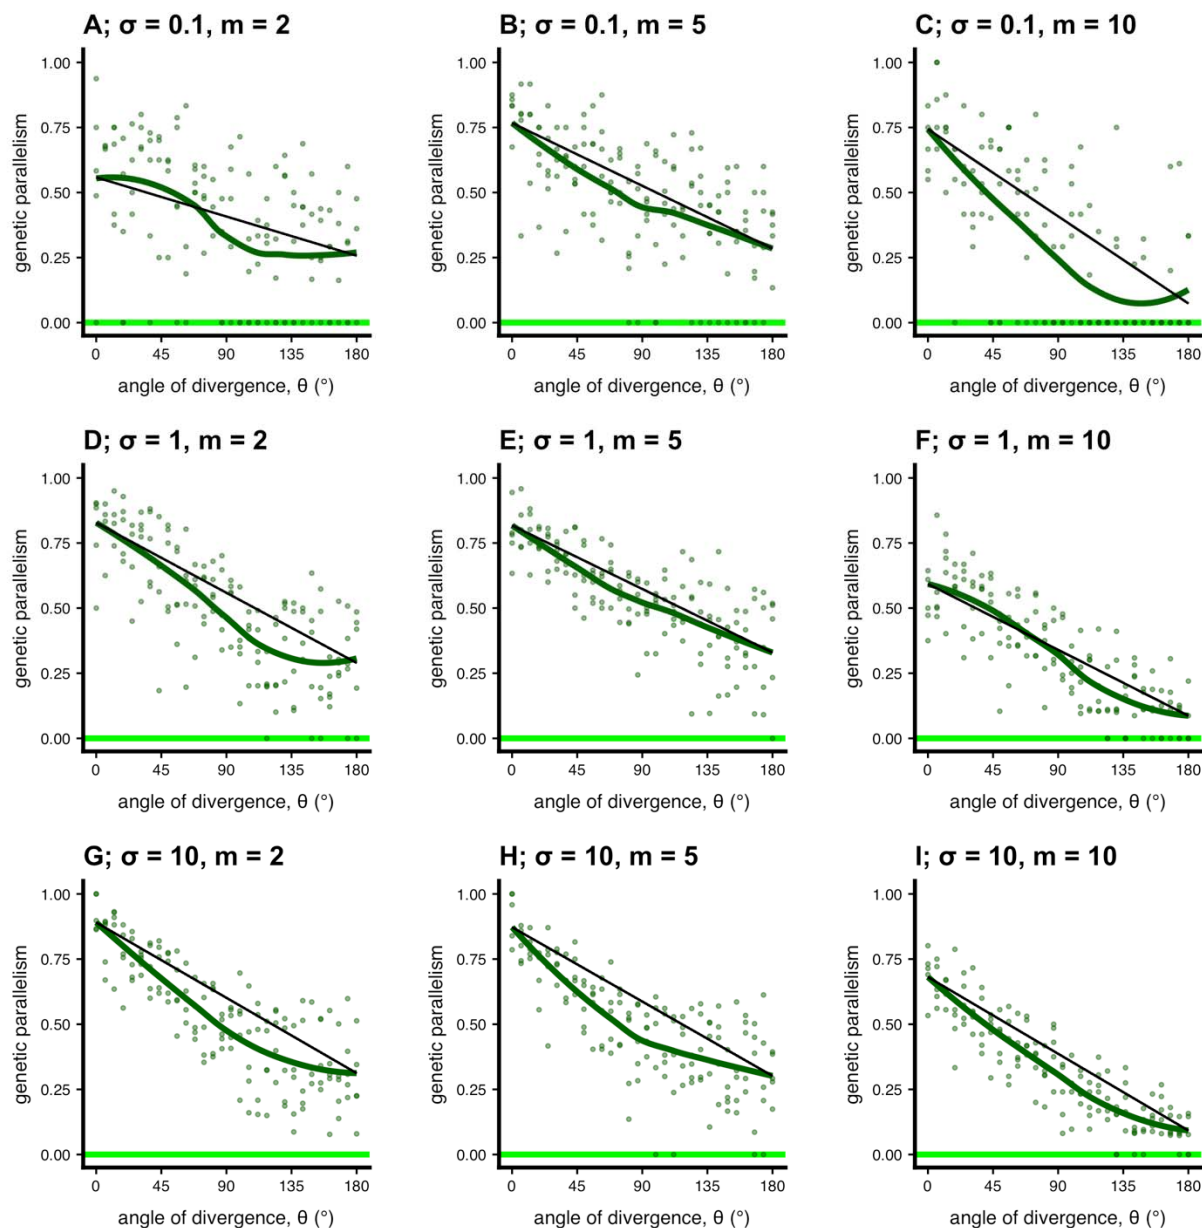 A; σ = 0.1, m = 2
B; σ = 0.1, m = 5
C; σ = 0.1, m = 10
1.00
0.75
0.50
0.25
0.00
genetic parallelism
0 45 90 135 180
angle of divergence, θ (°)
1.00
0.75
0.50
0.25
0.00
genetic parallelism
0 45 90 135 180
angle of divergence, θ (°)
1.00
0.75
0.50
0.25
0.00
genetic parallelism
0 45 90 135 180
angle of divergence, θ (°)
D; σ = 1, m = 2
E; σ = 1, m = 5
F; σ = 1, m = 10
1.00
0.75
0.50
0.25
0.00
genetic parallelism
0 45 90 135 180
angle of divergence, θ (°)
1.00
0.75
0.50
0.25
0.00
genetic parallelism
0 45 90 135 180
angle of divergence, θ (°)
1.00
0.75
0.50
0.25
0.00
genetic parallelism
0 45 90 135 180
angle of divergence, θ (°)
G; σ = 10, m = 2
H; σ = 10, m = 5
I; σ = 10, m = 10
1.00
0.75
0.50
0.25
0.00
genetic parallelism
0 45 90 135 180
angle of divergence, θ (°)
1.00
0.75
0.50
0.25
0.00
genetic parallelism
0 45 90 135 180
angle of divergence, θ (°)
1.00
0.75
0.50
0.25
0.00
genetic parallelism
0 45 90 135 180
angle of divergence, θ (°)